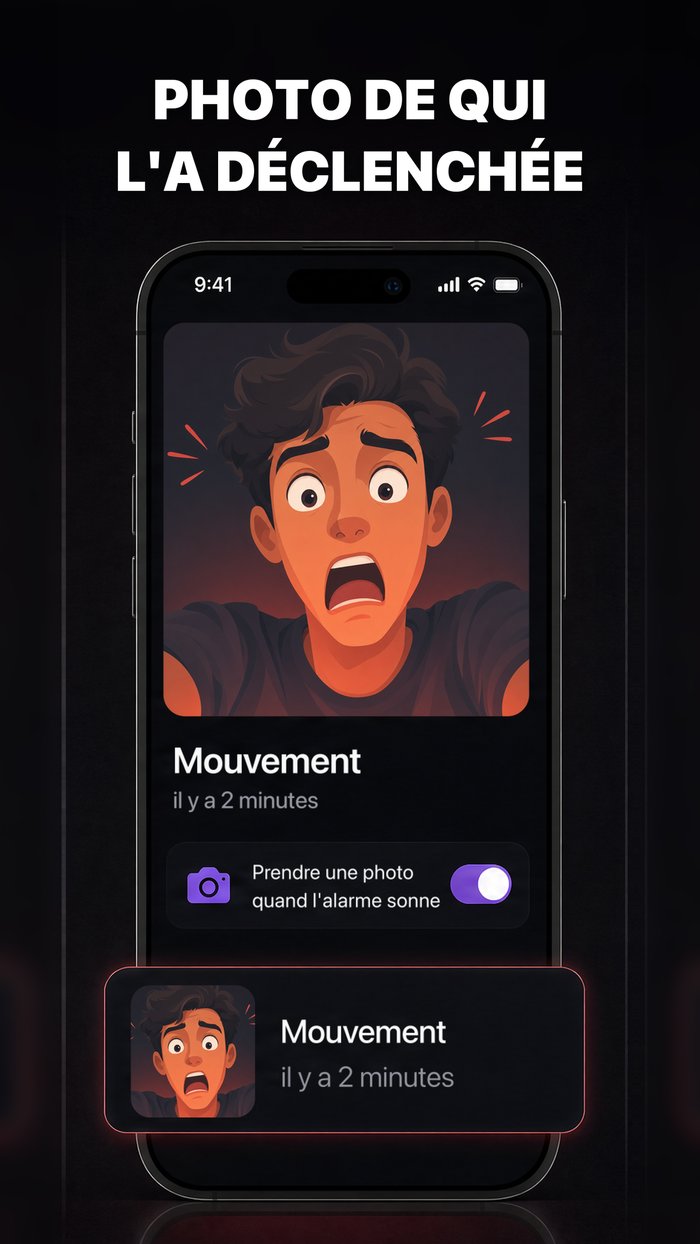 PHOTO DE QUI
L'A DÉCLENCHÉE
9:41
Mouvement
il y a 2 minutes
Prendre une photo
quand l'alarme sonne
Mouvement
il y a 2 minutes